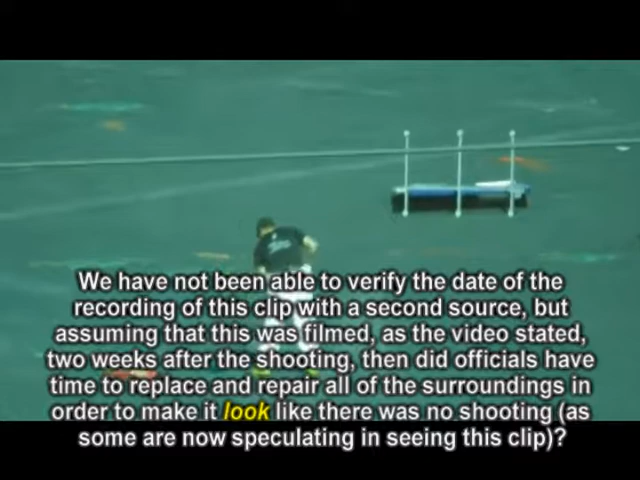 We have not been able to verify the date of the
recording of this clip with a second source, but
assuming that this was filmed, as the video stated,
two weeks after the shooting, then did officials have
time to replace and repair all of the surroundings in
order to make it look like there was no shooting (as
some are now speculating in seeing this clip)?